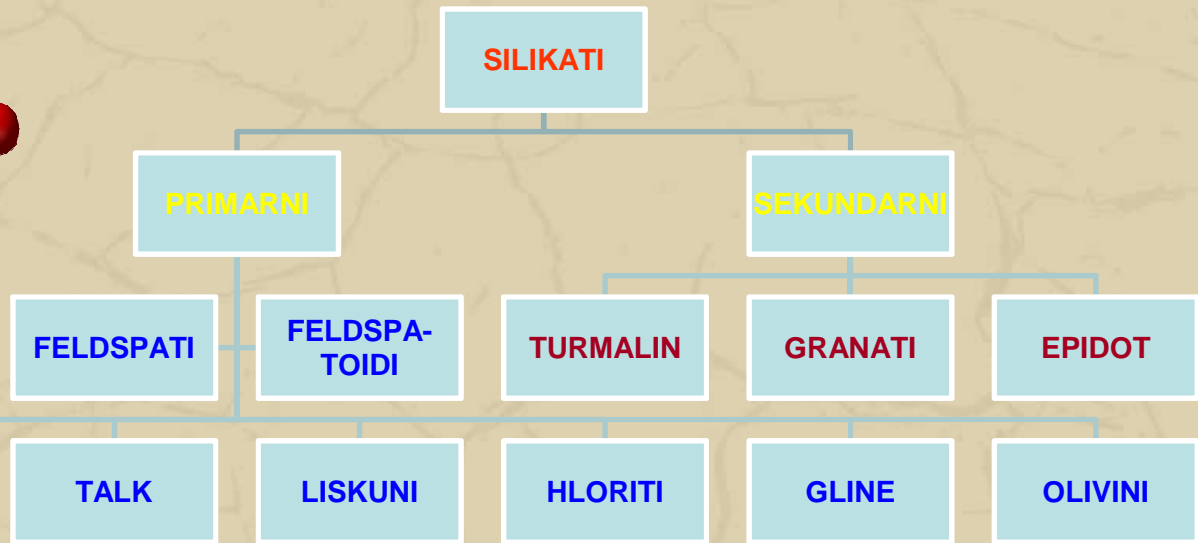 SILIKATI
PRIMARNI
SEKUNDARNI
FELDSPATI
FELDSPA-
TOIDI
TURMALIN
GRANATI
EPIDOT
TALK
LISKUNI
HLORITI
GLINE
OLIVINI